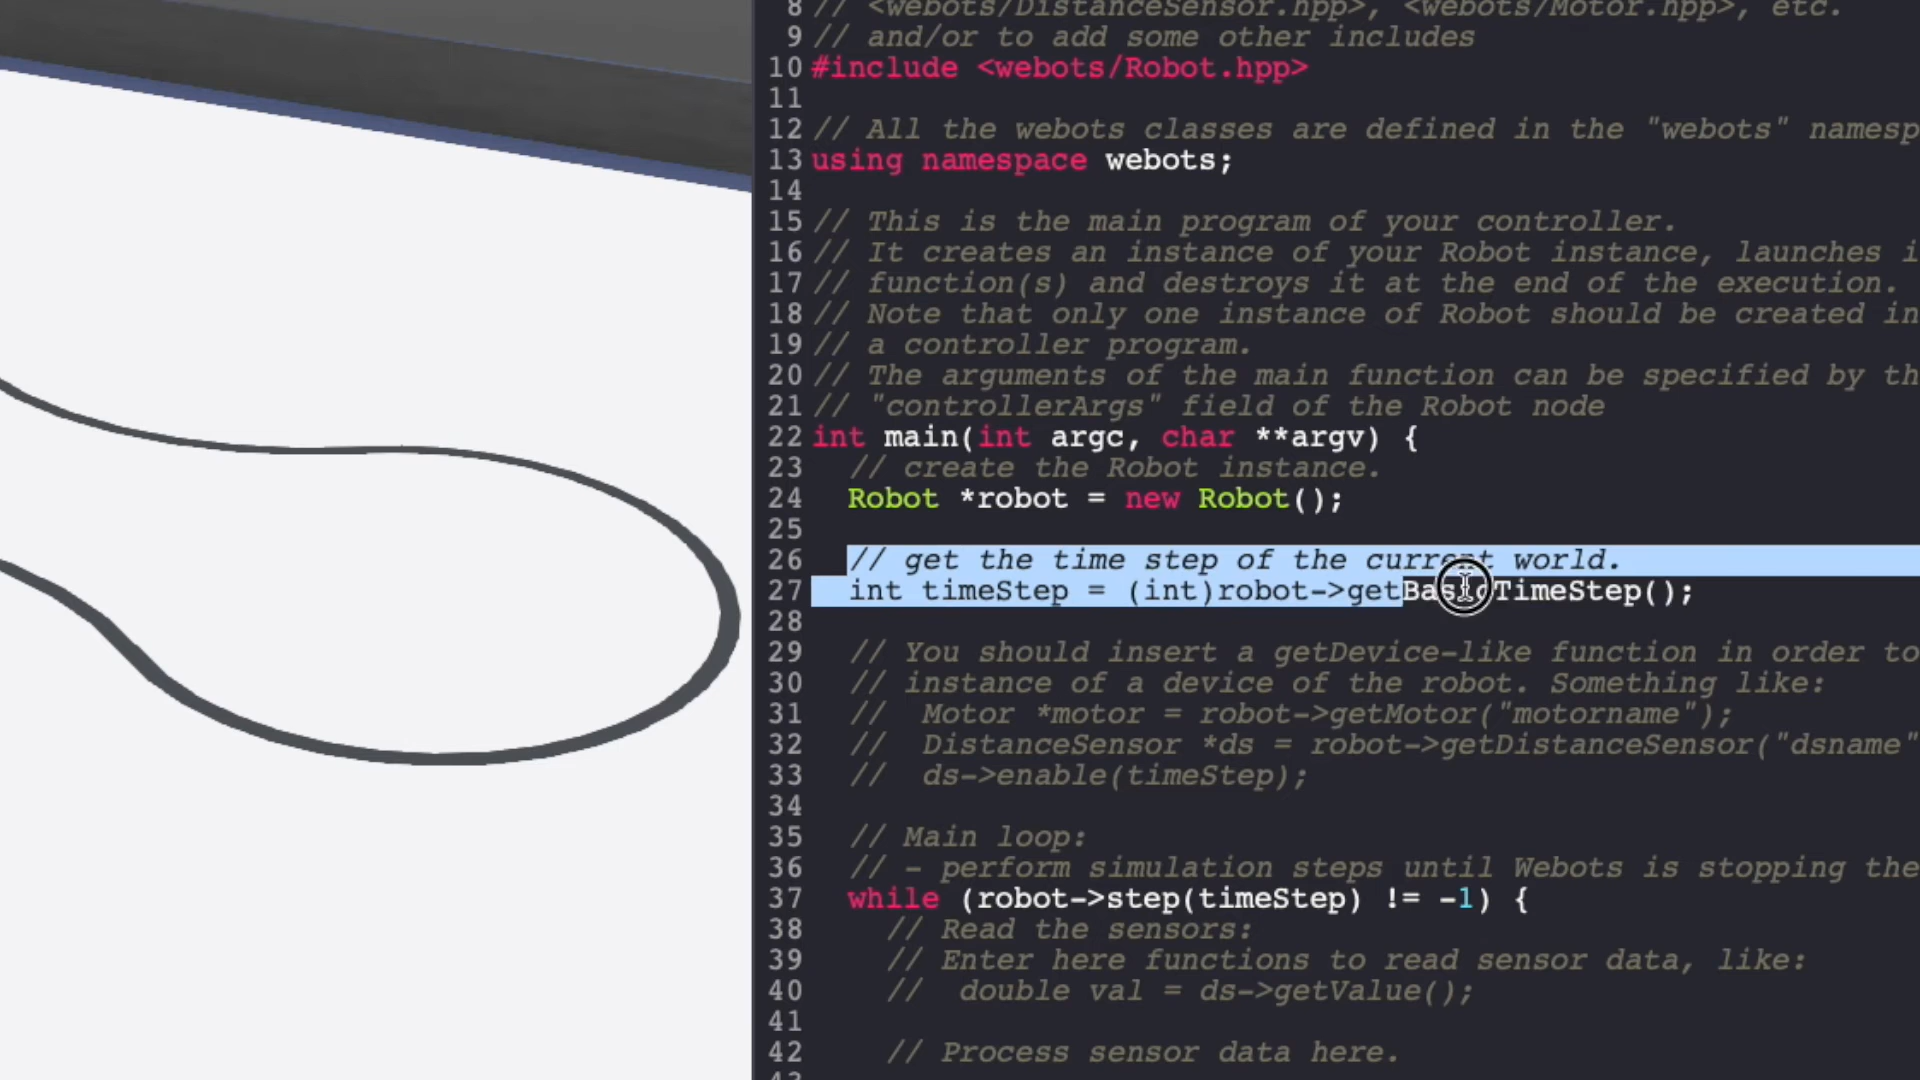 8 // <webots/DistanceSensor.hpp>, <webots/Motor.hpp>, etc.
9 // and/or to add some other includes
10 #include <webots/Robot.hpp>
11
12 // All the webots classes are defined in the "webots" namesp
13 using namespace webots;
14
15 // This is the main program of your controller.
16 // It creates an instance of your Robot instance, launches i
17 // function(s) and destroys it at the end of the execution.
18 // Note that only one instance of Robot should be created in
19 // a controller program.
20 // The arguments of the main function can be specified by th
21 // "controllerArgs" field of the Robot node
22 int main(int argc, char **argv) {
23 // create the Robot instance.
24 Robot *robot = new Robot();
25
26 // get the time step of the current world.
27 int timeStep = (int)robot->getBasicTimeStep();
28
29 // You should insert a getDevice-like function in order to
30 // instance of a device of the robot. Something like:
31 // Motor *motor = robot->getMotor("motorname");
32 // DistanceSensor *ds = robot->getDistanceSensor("dsname"
33 // ds->enable(timeStep);
34
35 // Main loop:
36 // - perform simulation steps until Webots is stopping the
37 while (robot->step(timeStep) != -1) {
38 // Read the sensors:
39 // Enter here functions to read sensor data, like:
40 // double val = ds->getValue();
41
42 // Process sensor data here.